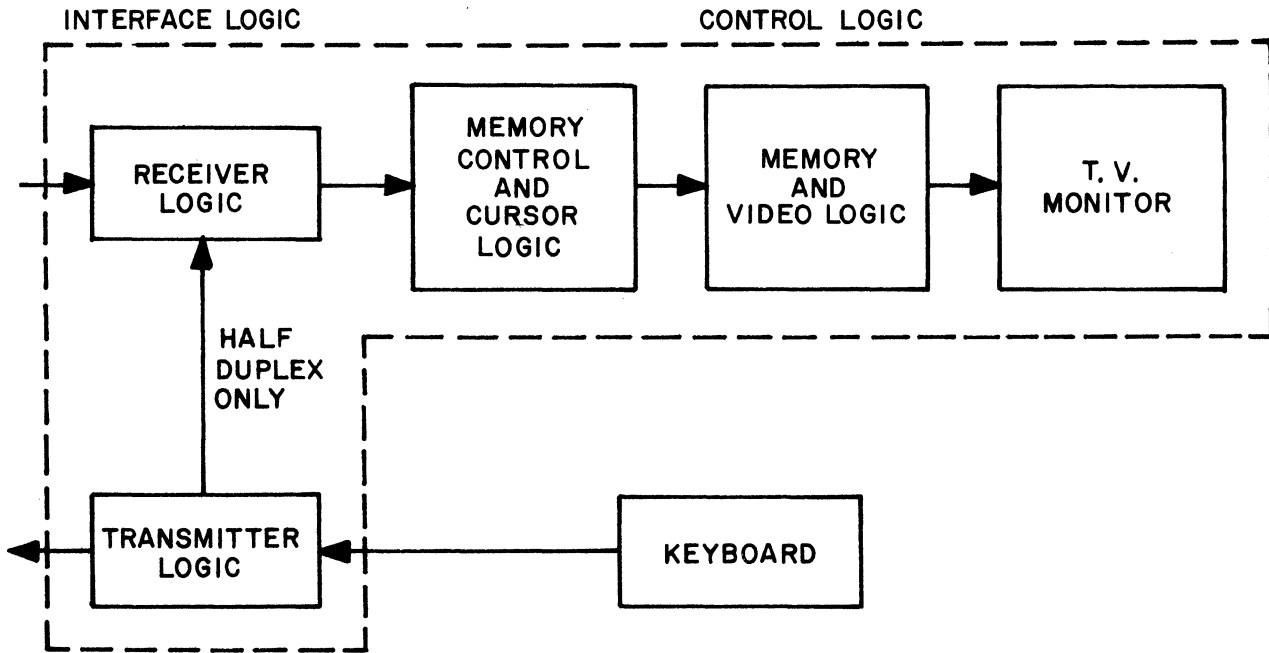 INTERFACE LOGIC
CONTROL LOGIC
RECEIVER
LOGIC
MEMORY
CONTROL
AND
CURSOR
LOGIC
MEMORY
AND
VIDEO LOGIC
T. V.
MONITOR
HALF
DUPLEX
ONLY
TRANSMITTER
LOGIC
KEYBOARD